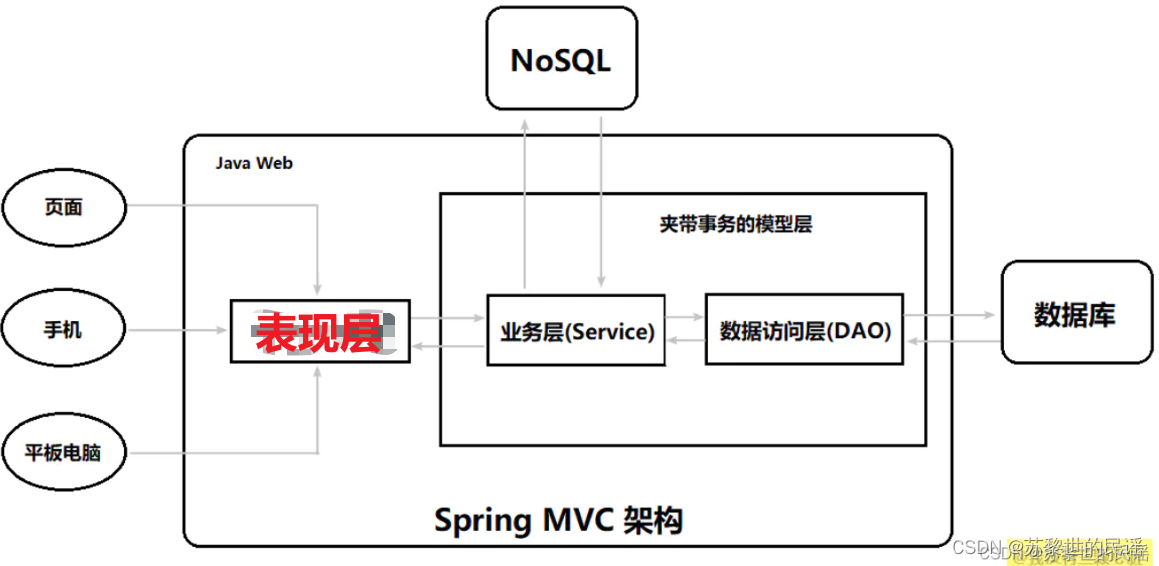 NoSQL
Java Web
页面
夹带事务的模型层
手机
表现层
业务层(Service)
数据访问层(DAO)
数据库
平板电脑
Spring MVC 架构
CSDN @苏黎世的民谣